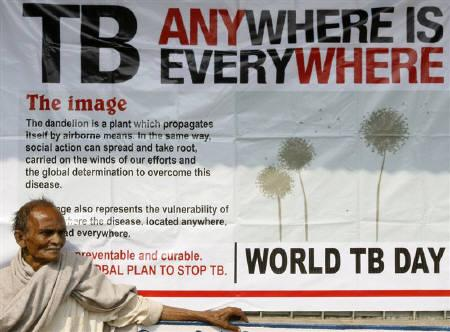 TB ANYWHERE IS
EVERYWHERE
The image
The dandelion is a plant which propagates
itself by airborne means. In the same way,
social action can spread and take root,
carried on the winds of our efforts and
the global determination to overcome this
disease.
also represents the vulnerability of
the disease, located anywhere,
everywhere.
preventable and curable.
PLAN TO STOP TB.
WORLD TB DAY